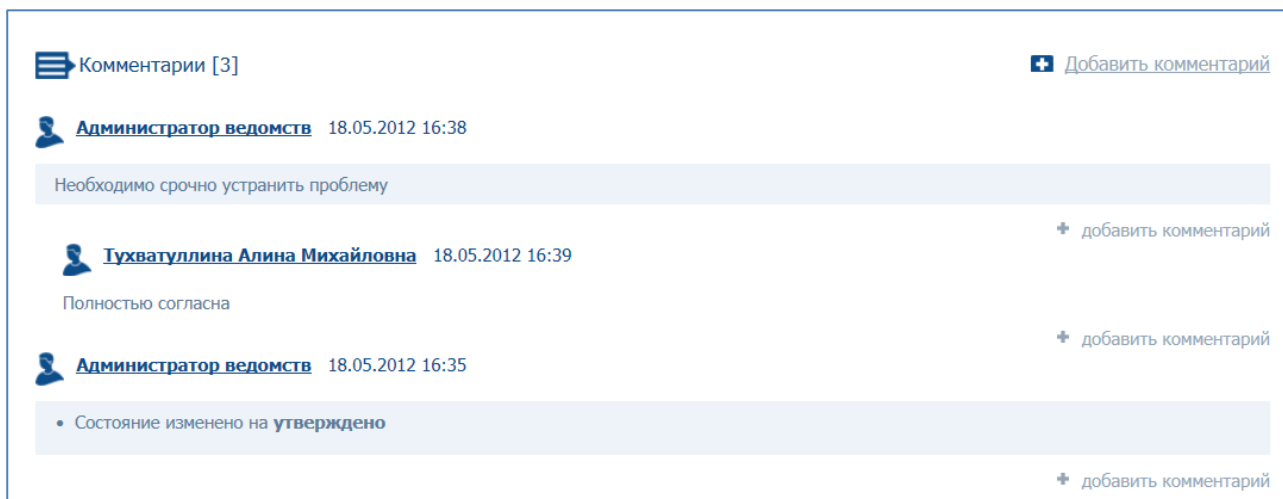 Комментарии [3] Добавить комментарий
Администратор ведомств 18.05.2012 16:38
Необходимо срочно устранить проблему
добавить комментарий
Тухватуллина Алина Михайловна 18.05.2012 16:39
Полностью согласна
добавить комментарий
Администратор ведомств 18.05.2012 16:35
• Состояние изменено на утверждено
добавить комментарий